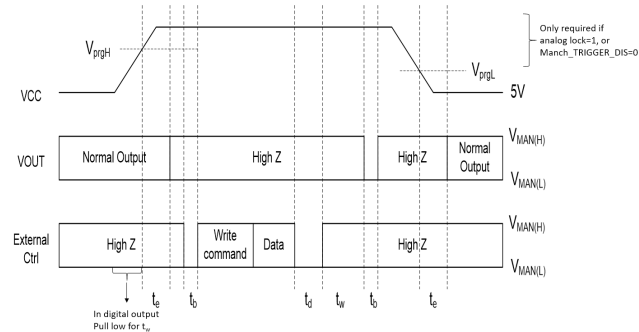 Only required if
analog lock=1, or
Manch_TRIGGER_DIS=0
VprgH
VprgL
VCC
5V
VOUT
Normal Output
High Z
High Z
Normal
Output
VMAN(H)
VMAN(L)
External
Ctrl
High Z
Write
command
Data
High Z
VMAN(H)
VMAN(L)
te
tb
td
tw
tb
te
In digital output
Pull low for tw